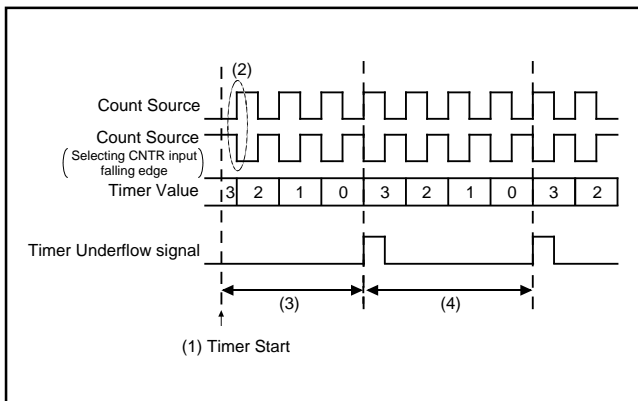 (2)
Count Source
Count Source
(Selecting CNTR input
falling edge)
Timer Value 3 2 1 0 3 2 1 0 3 2
Timer Underflow signal
(3) (4)
(1) Timer Start